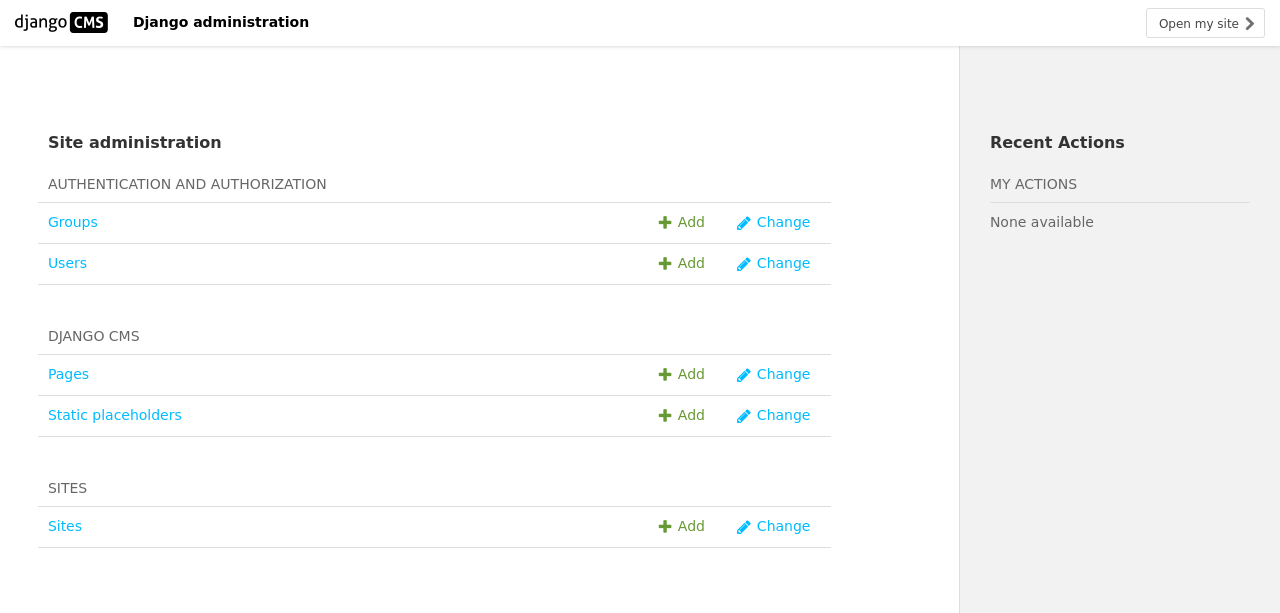 django CMS Django administration Open my site
Site administration
AUTHENTICATION AND AUTHORIZATION
Groups Add Change
Users Add Change
DJANGO CMS
Pages Add Change
Static placeholders Add Change
SITES
Sites Add Change
Recent Actions
MY ACTIONS
None available